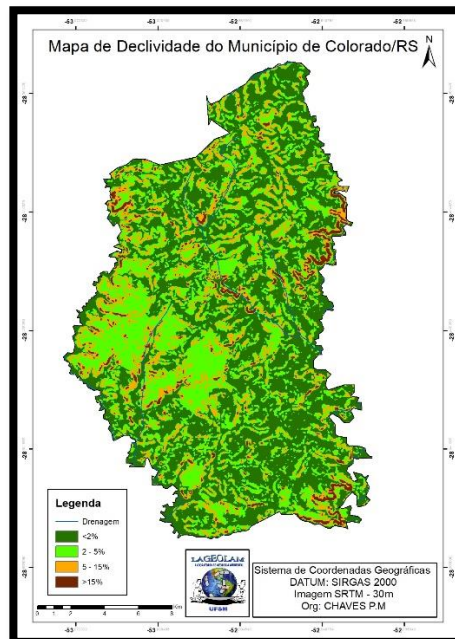 Mapa de Declividade do Município de Colorado/RS
N
Legenda
Drenagem
<2%
2 - 5%
5 - 15%
>15%
LAGEOLAM
UFSM
Sistema de Coordenadas Geográficas
DATUM: SIRGAS 2000
Imagem SRTM - 30m
Org: CHAVES P.M